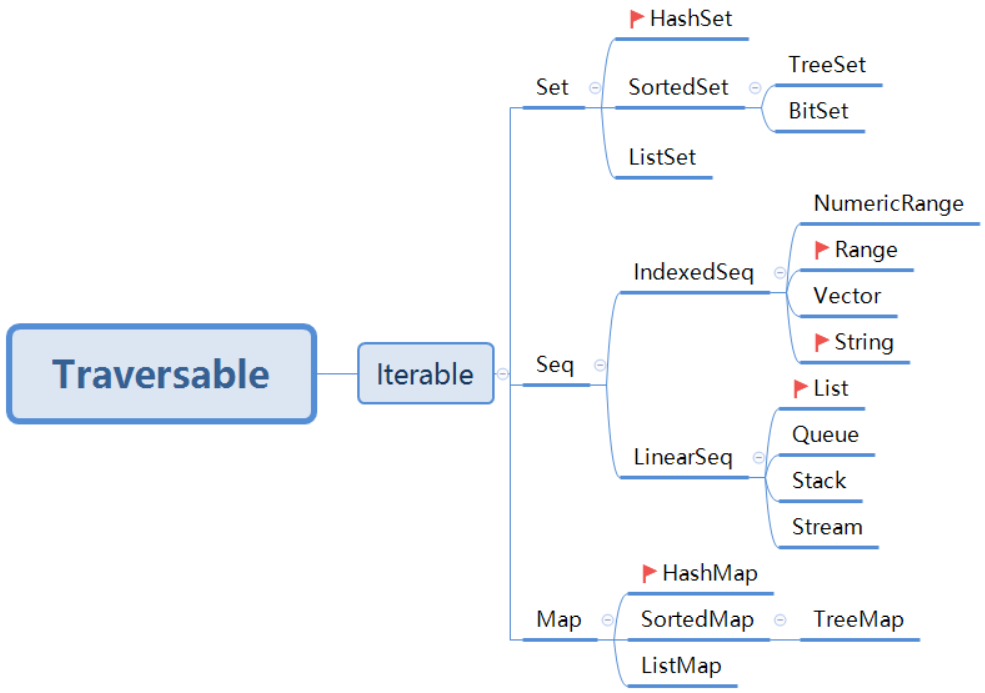 Traversable
Iterable
Set
HashSet
SortedSet
TreeSet
BitSet
ListSet
Seq
IndexedSeq
NumericRange
Range
Vector
String
LinearSeq
List
Queue
Stack
Stream
Map
HashMap
SortedMap
TreeMap
ListMap